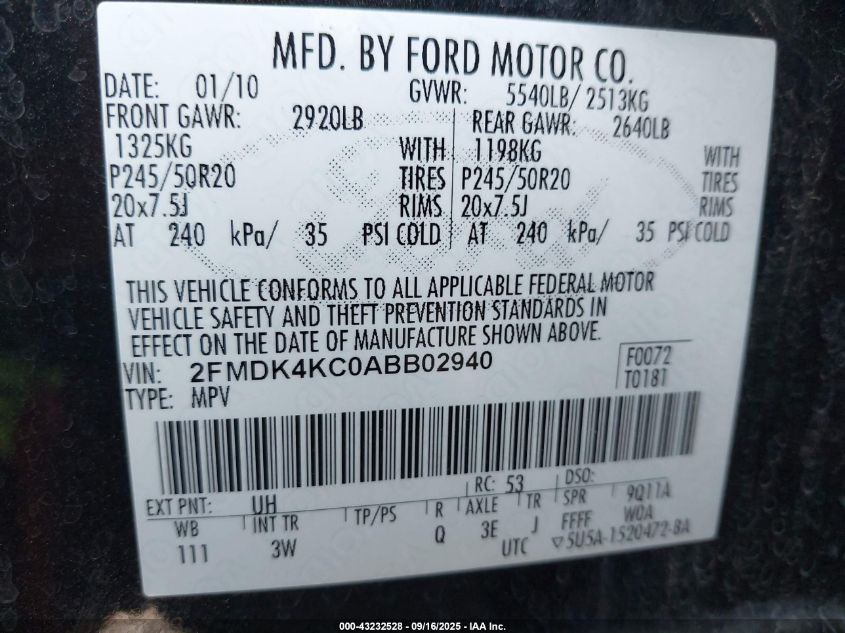 MFD. BY FORD MOTOR CO.
DATE: 01/10 GVWR: 5540LB/ 2513KG
FRONT GAWR: 2920LB REAR GAWR: 2640LB
1325KG WITH 1198KG WITH
P245/50R20 TIRES P245/50R20 TIRES
20x7.5J RIMS 20x7.5J RIMS
AT 240 kPa/ 35 PSI COLD AT 240 kPa/ 35 PSI COLD
THIS VEHICLE CONFORMS TO ALL APPLICABLE FEDERAL MOTOR
VEHICLE SAFETY AND THEFT PREVENTION STANDARDS IN
EFFECT ON THE DATE OF MANUFACTURE SHOWN ABOVE.
VIN: 2FMDK4KC0ABB02940 F0072
TYPE: MPV T0181
EXT PNT: UH RC: 53 DSO:
WB INT TR TP/PS R AXLE TR SPR 9Q11A
111 3W Q 3E J FFFF WOA
UTC ▽5U5A-1520472-BA
000-43232528 - 09/16/2025 - IAA Inc.